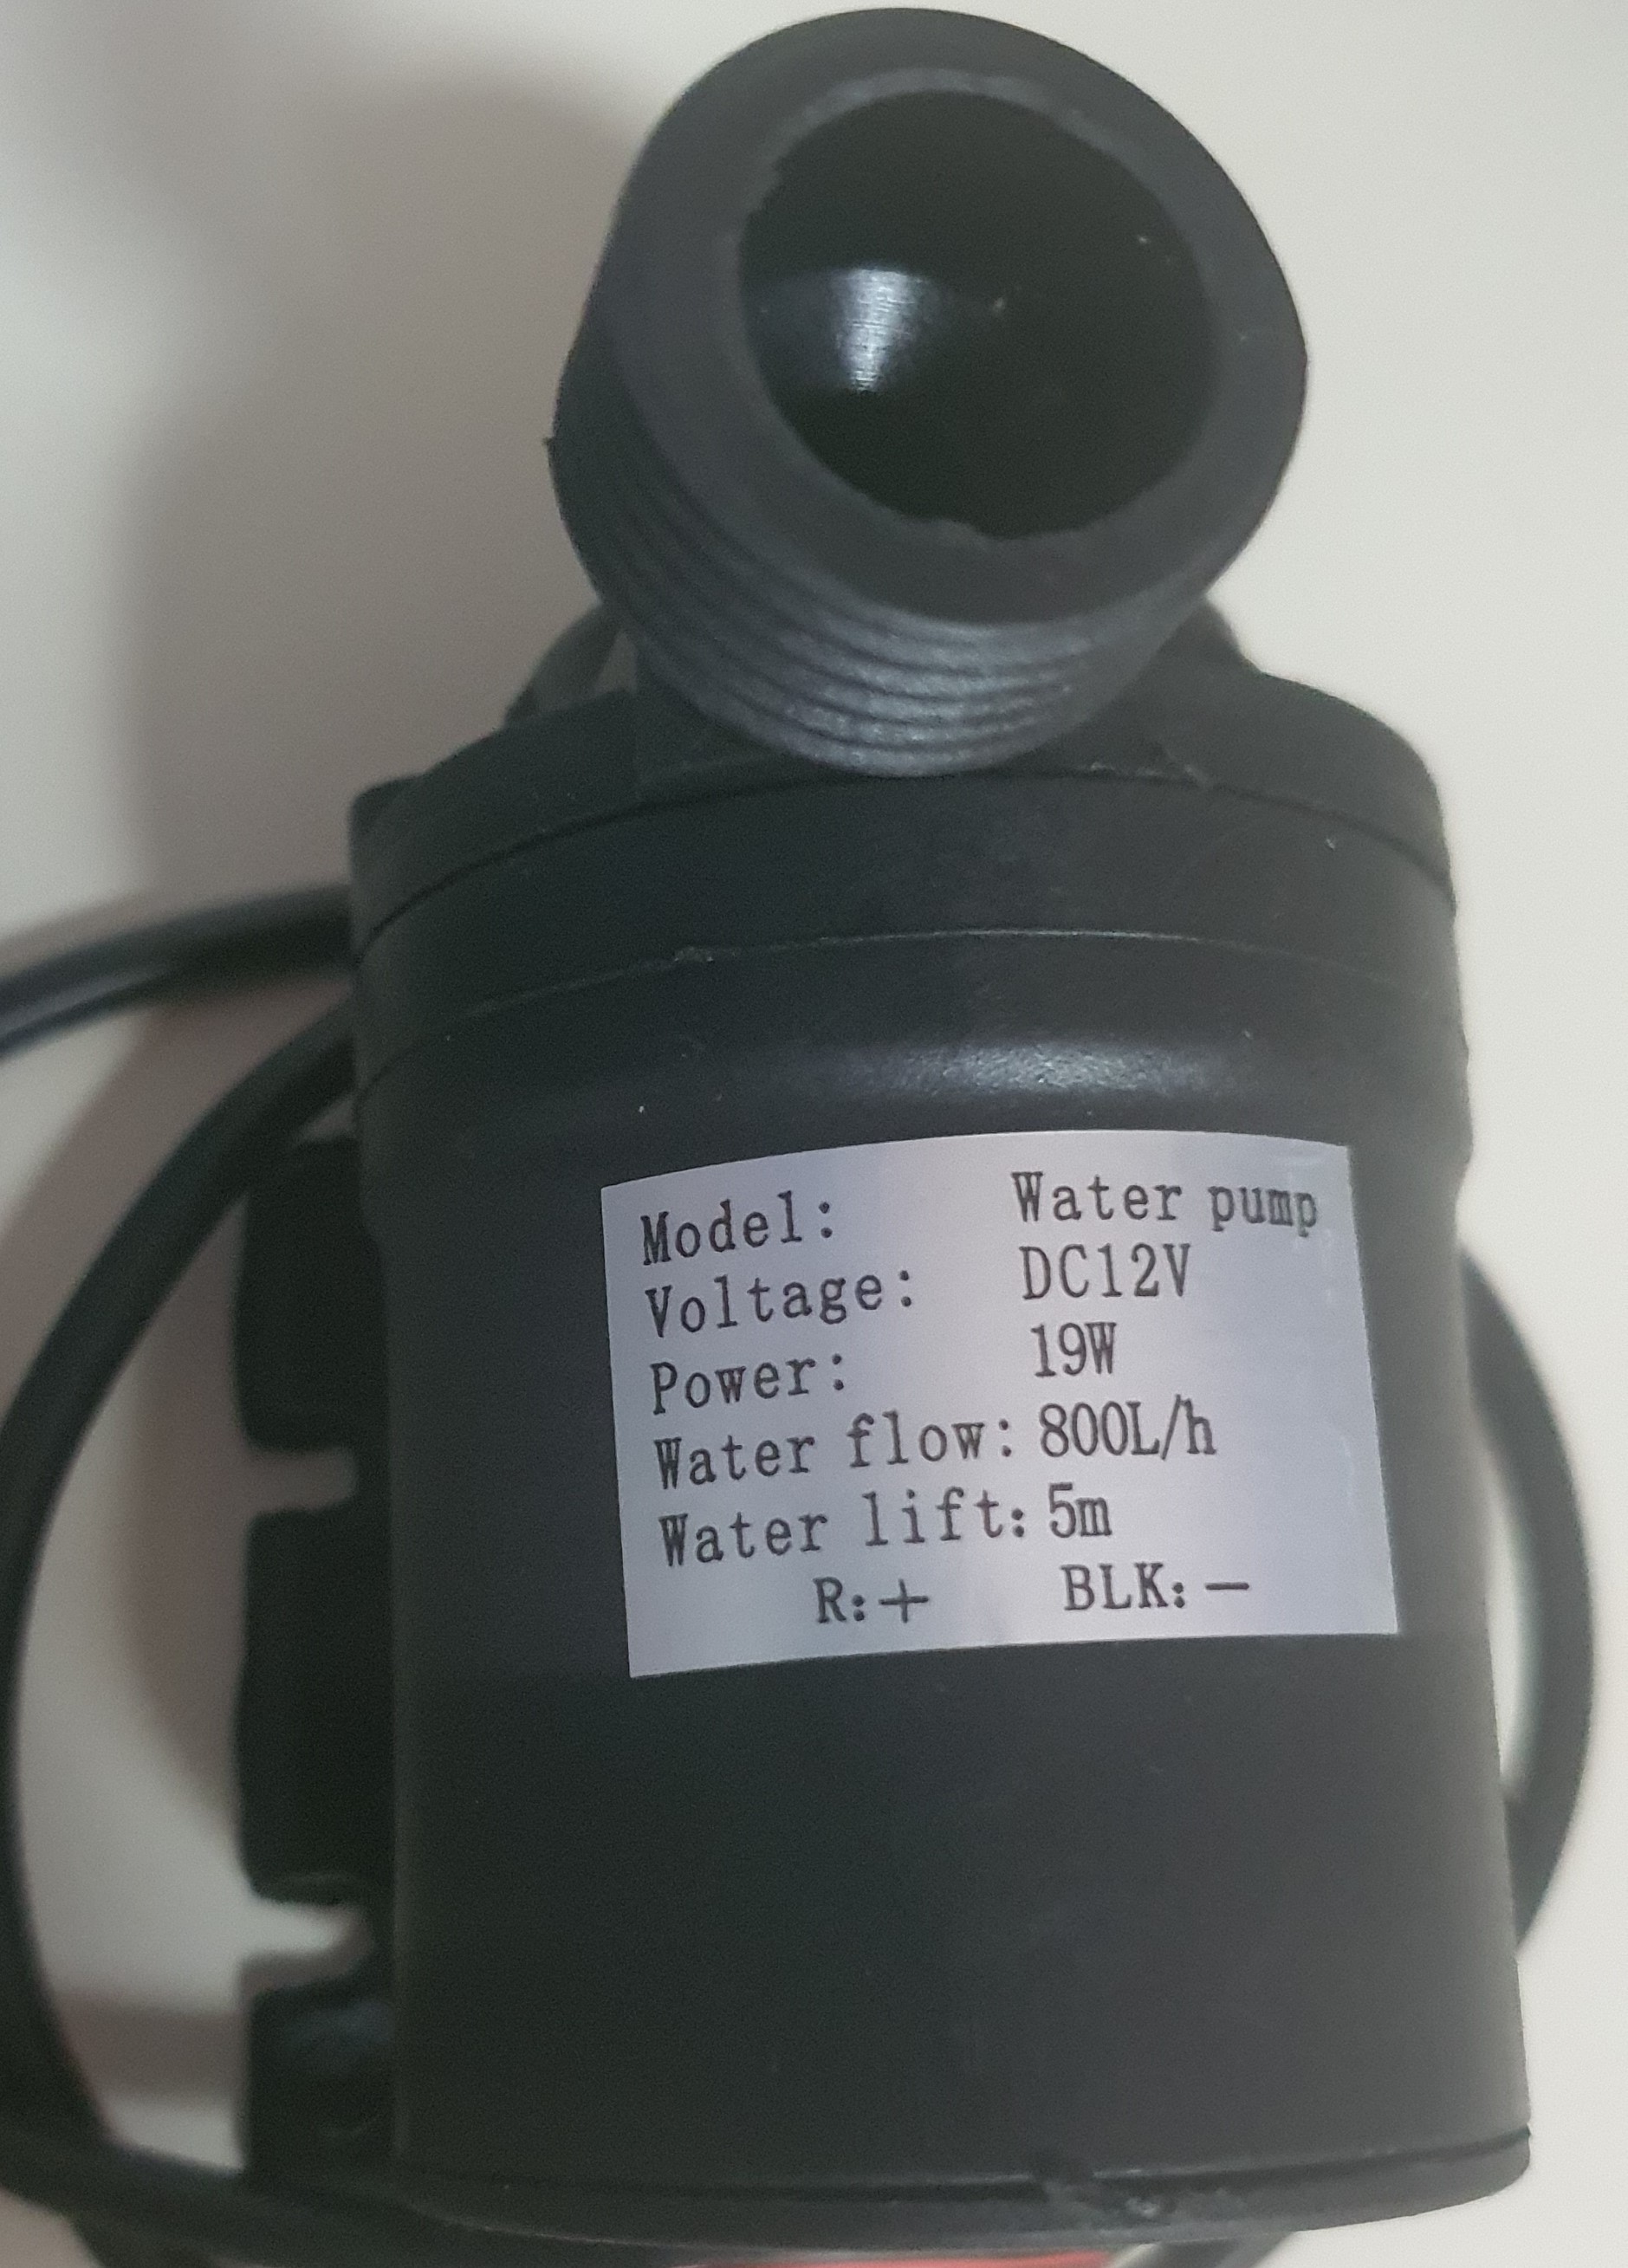 Model: Water pump
Voltage: DC12V
Power: 19W
Water flow: 800L/h
Water lift: 5m
R:+ BLK:−